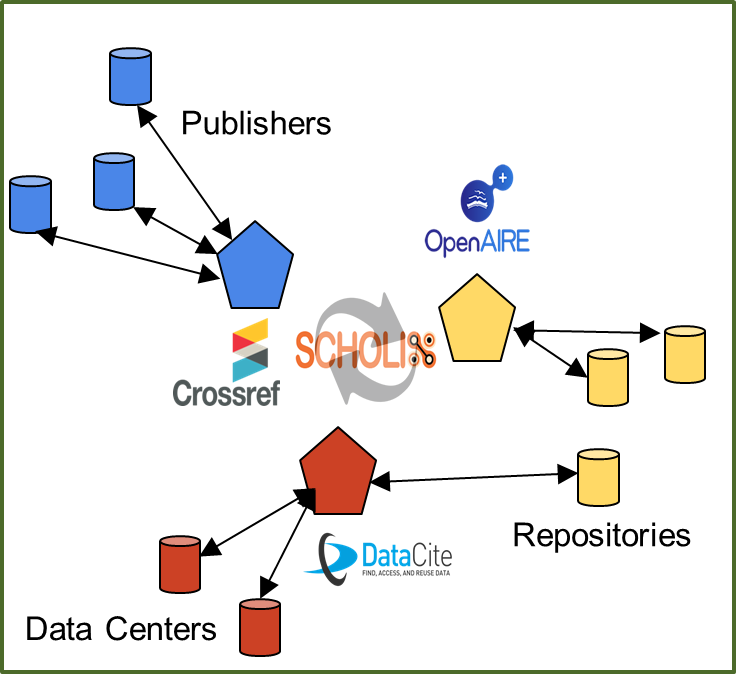 Publishers
+
OpenAIRE
SCHOLIX
Crossref
DataCite
FIND, ACCESS, AND REUSE DATA
Repositories
Data Centers